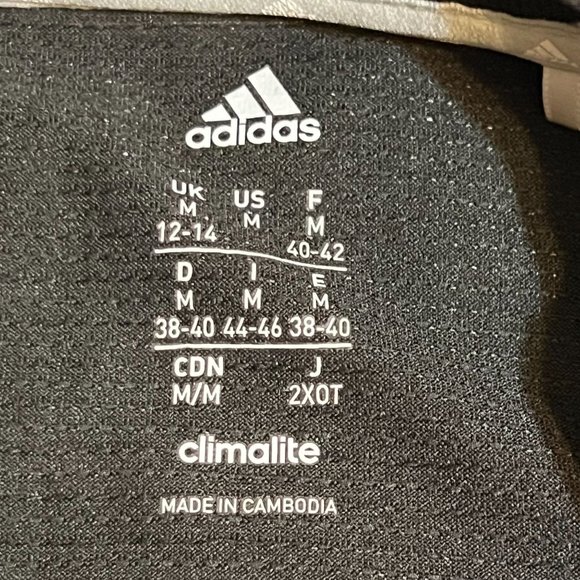 adidas
UK US F
M M M
12-14 40-42
D I E
M M M
38-40 44-46 38-40
CDN J
M/M 2XOT
climalite
MADE IN CAMBODIA